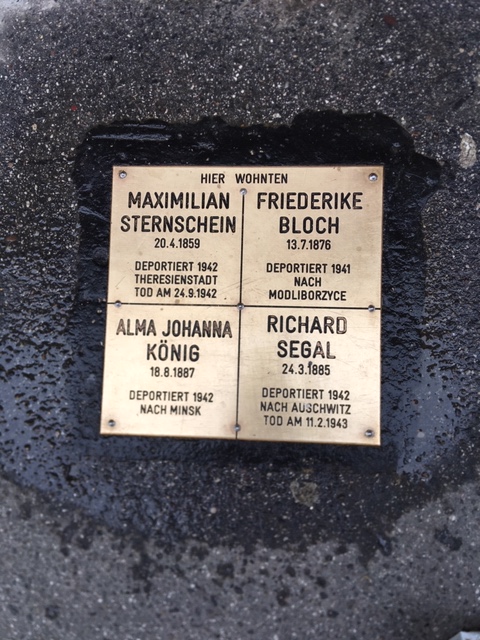 HIER WOHNTEN
MAXIMILIAN
STERNSCHEIN
20.4.1859
DEPORTIERT 1942
THERESIENSTADT
TOD AM 24.9.1942
FRIEDERIKE
BLOCH
13.7.1876
DEPORTIERT 1941
NACH
MODLIBORZYCE
ALMA JOHANNA
KÖNIG
18.8.1887
DEPORTIERT 1942
NACH MINSK
RICHARD
SEGAL
24.3.1885
DEPORTIERT 1942
NACH AUSCHWITZ
TOD AM 11.2.1943